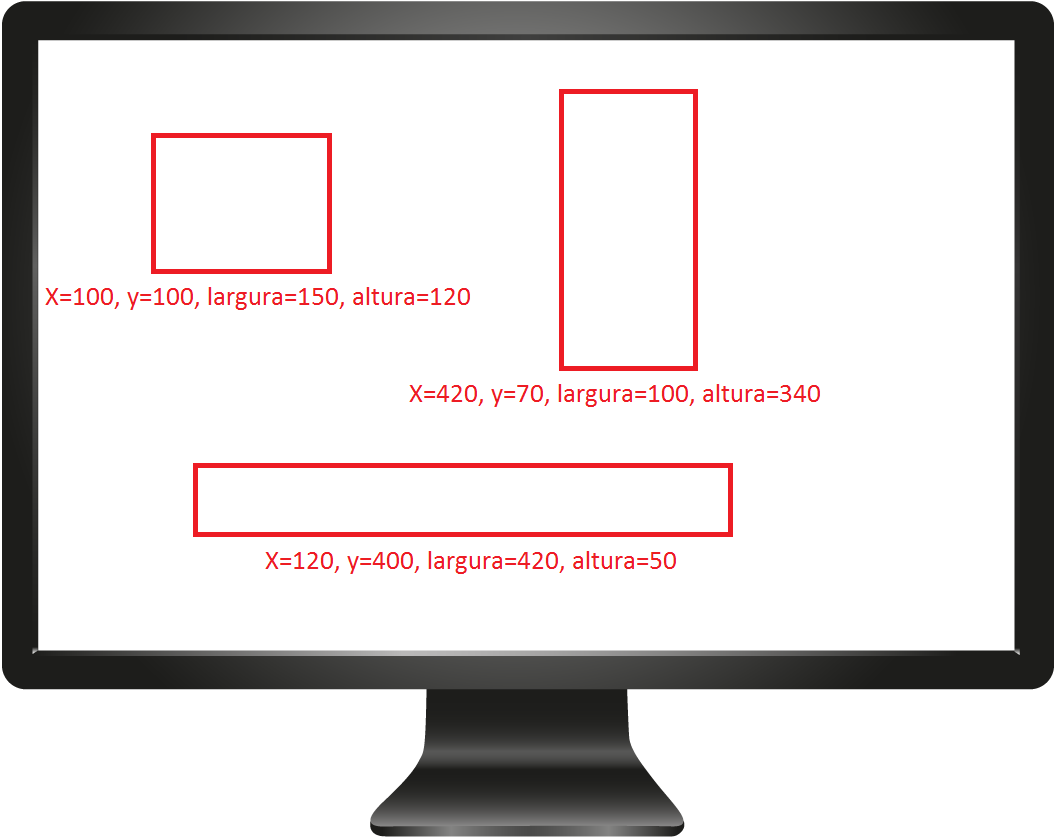 X=100, y=100, largura=150, altura=120
X=420, y=70, largura=100, altura=340
X=120, y=400, largura=420, altura=50